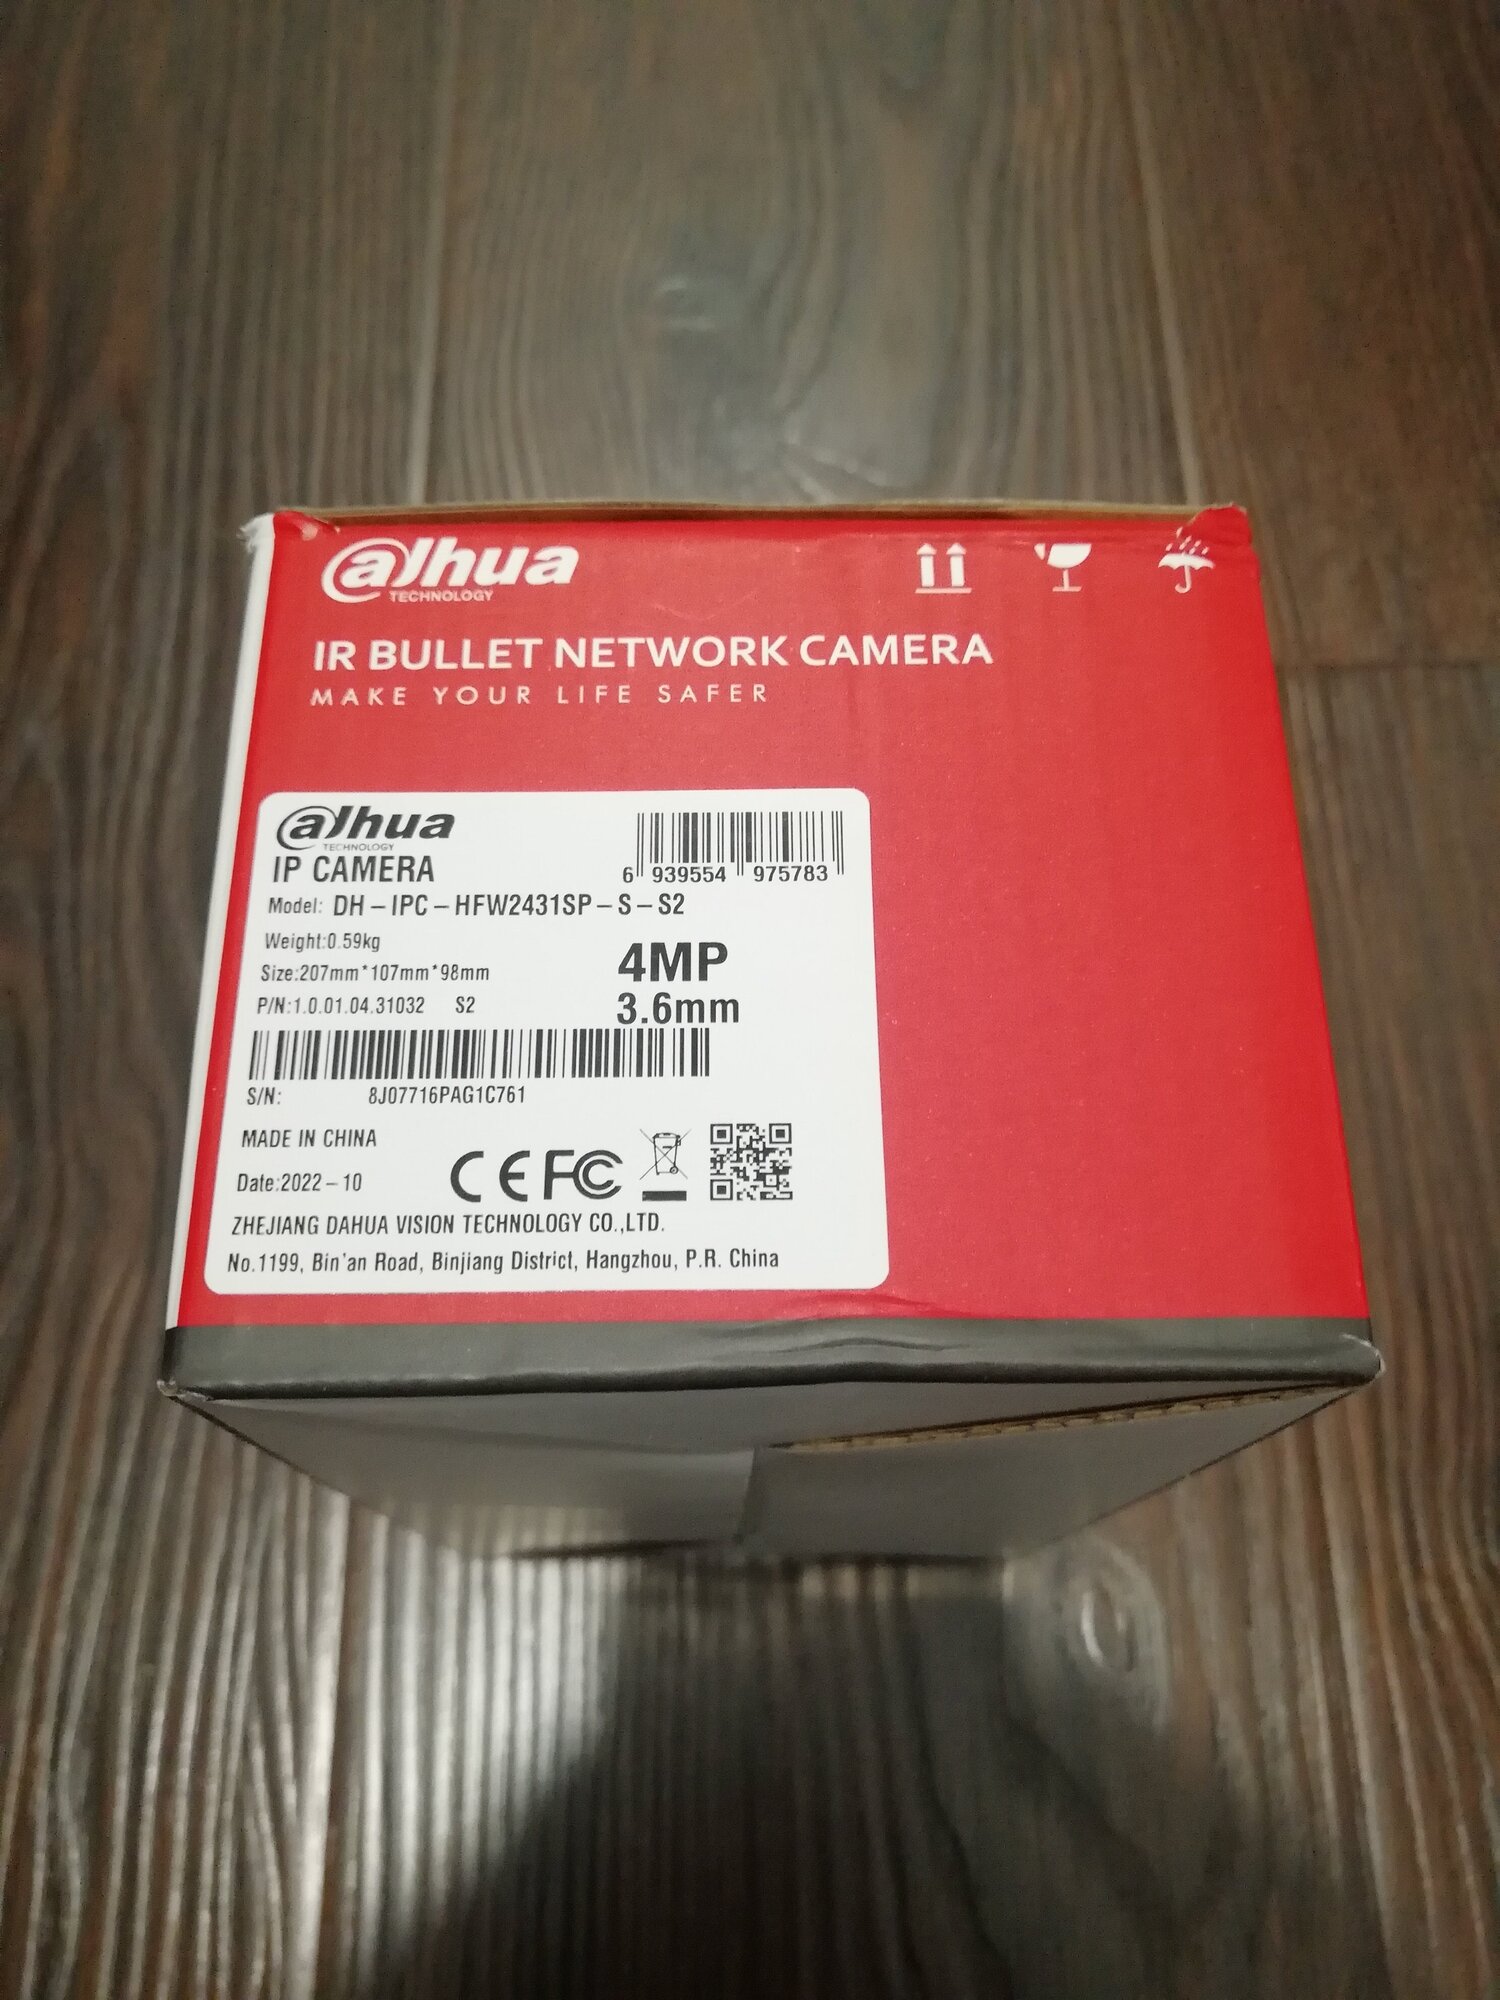 alhua
TECHNOLOGY
IR BULLET NETWORK CAMERA
MAKE YOUR LIFE SAFER
alhua
TECHNOLOGY
IP CAMERA
6 939554 975783
Model: DH-IPC-HFW2431SP-S-S2
Weight:0.59kg
4MP
Size:207mm*107mm*98mm
P/N:1.0.01.04.31032 S2
3.6mm
S/N: 8J07716PAG1C761
MADE IN CHINA
CE FC
Date:2022-10
ZHEJIANG DAHUA VISION TECHNOLOGY CO.,LTD.
No.1199, Bin'an Road, Binjiang District, Hangzhou, P.R. China